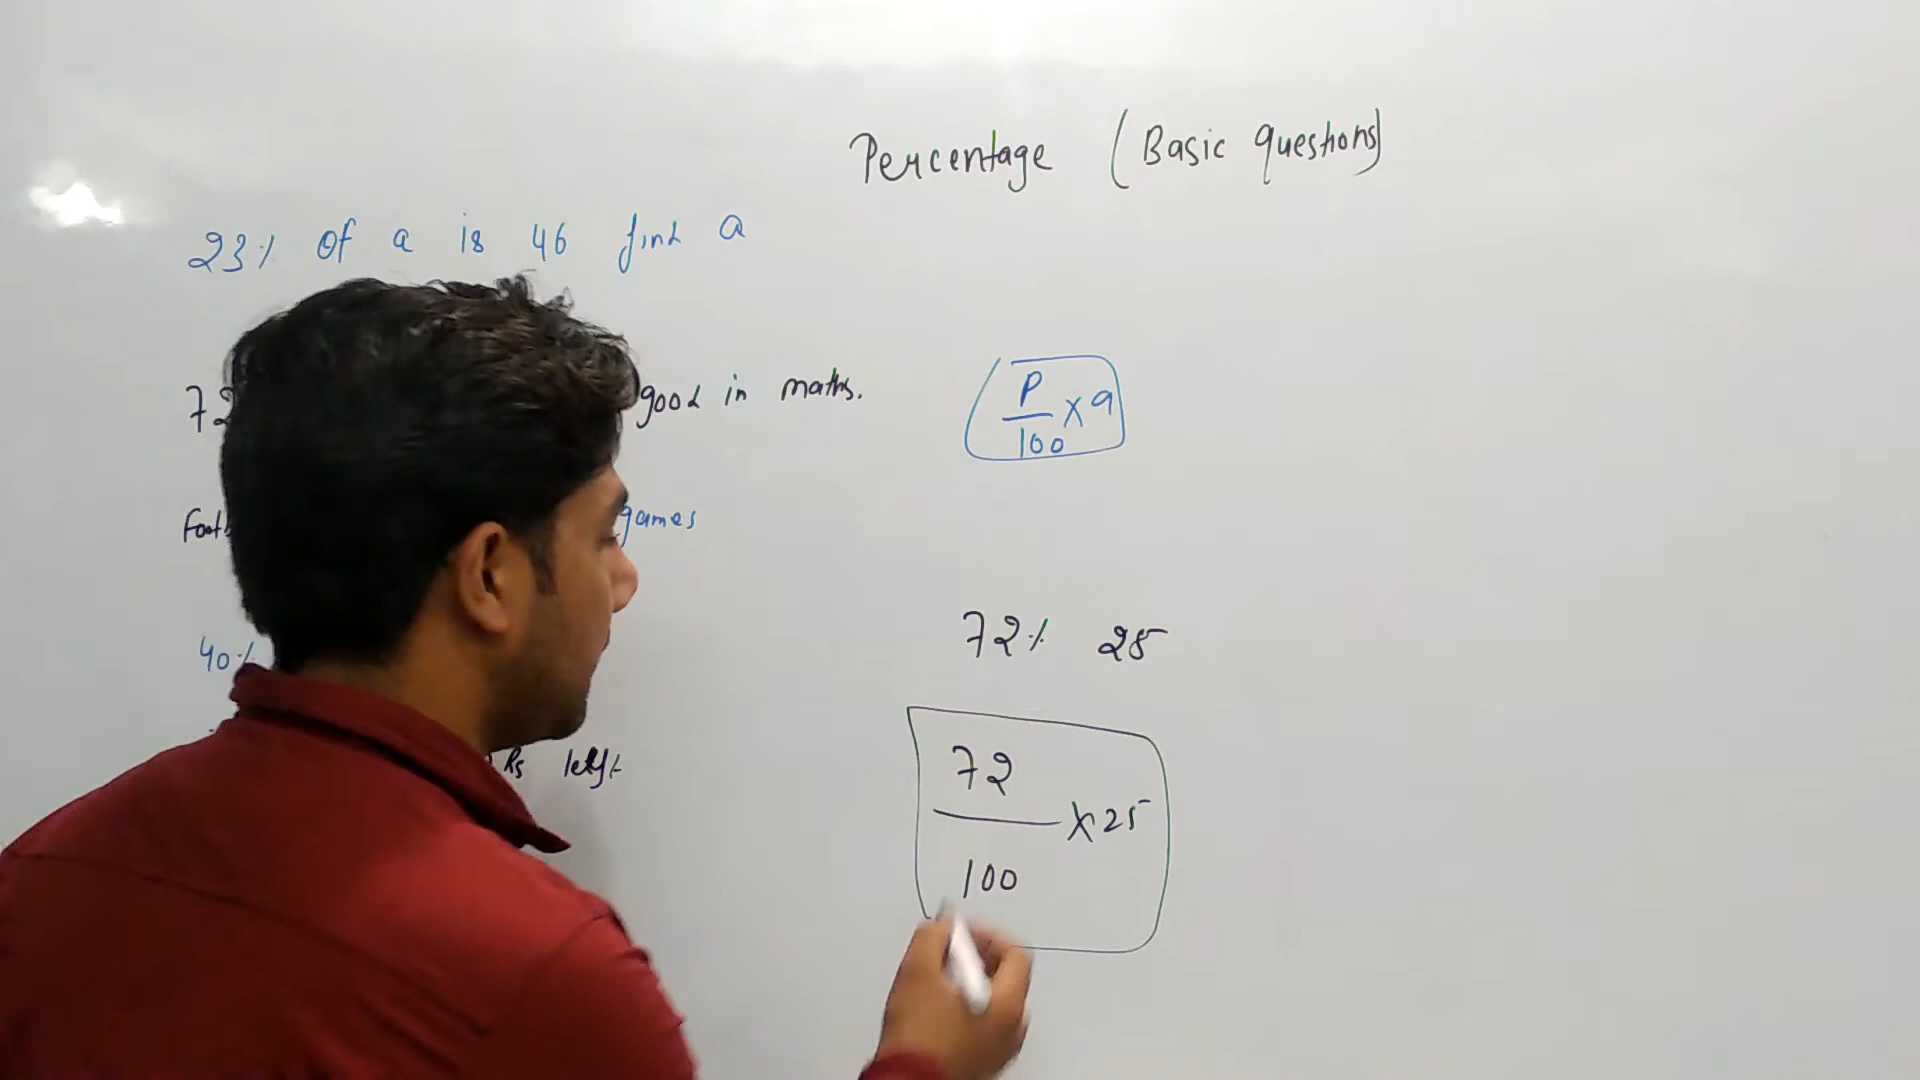 Percentage (Basic questions)
23% of a is 46 find a
72 good in maths.
P/100 × a
Foot games
72% 25
40%
Rs left
72/100 × 25